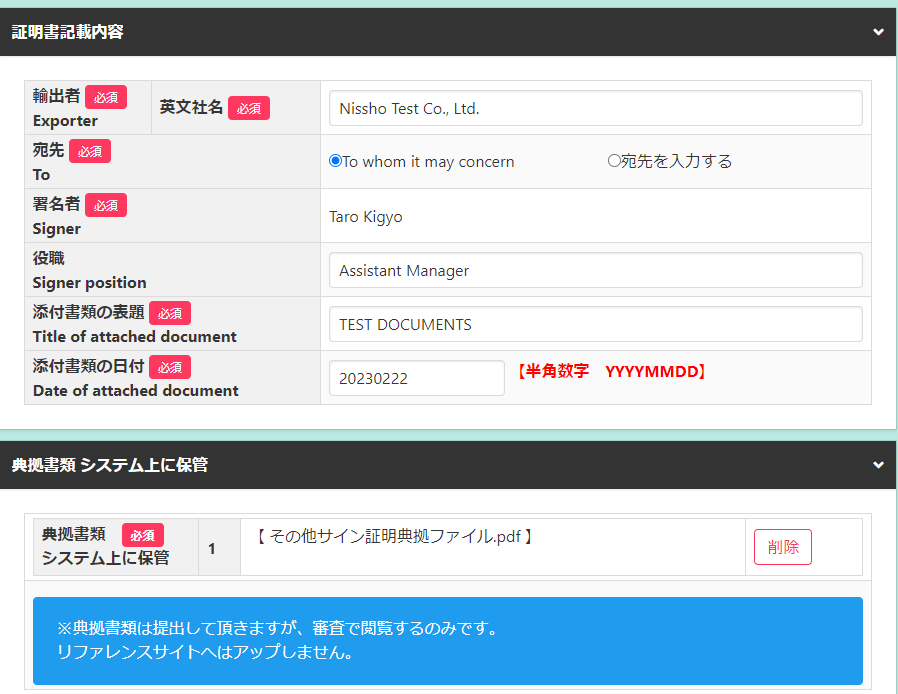 証明書記載内容
輸出者 必須
Exporter
英文社名 必須
Nissho Test Co., Ltd.
宛先 必須
To
To whom it may concern
宛先を入力する
署名者 必須
Signer
Taro Kigyo
役職
Signer position
Assistant Manager
添付書類の表題 必須
Title of attached document
TEST DOCUMENTS
添付書類の日付 必須
Date of attached document
20230222
【半角数字　YYYYMMDD】
典拠書類 システム上に保管
典拠書類 必須
システム上に保管
1
【 その他サイン証明典拠ファイル.pdf 】
削除
※典拠書類は提出して頂きますが、審査で閲覧するのみです。
リファレンスサイトへはアップしません。